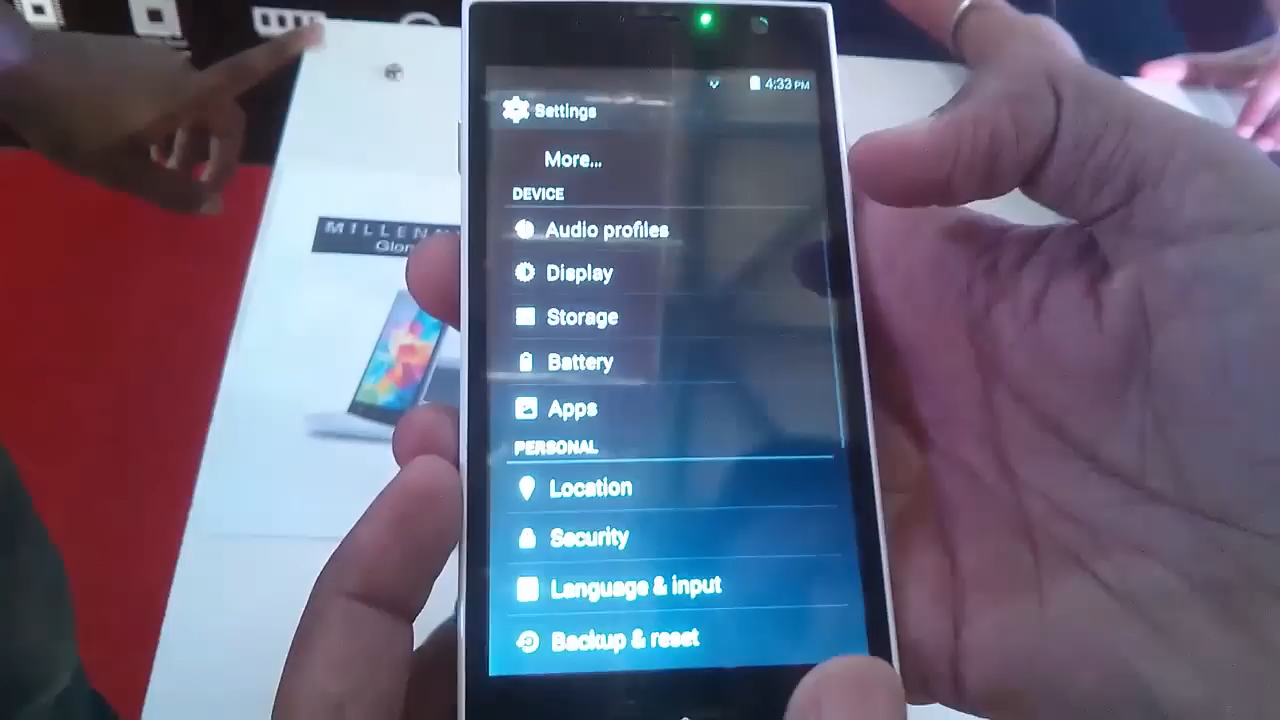 4:33 PM
Settings
More...
DEVICE
Audio profiles
Display
Storage
Battery
Apps
PERSONAL
Location
Security
Language & input
Backup & reset